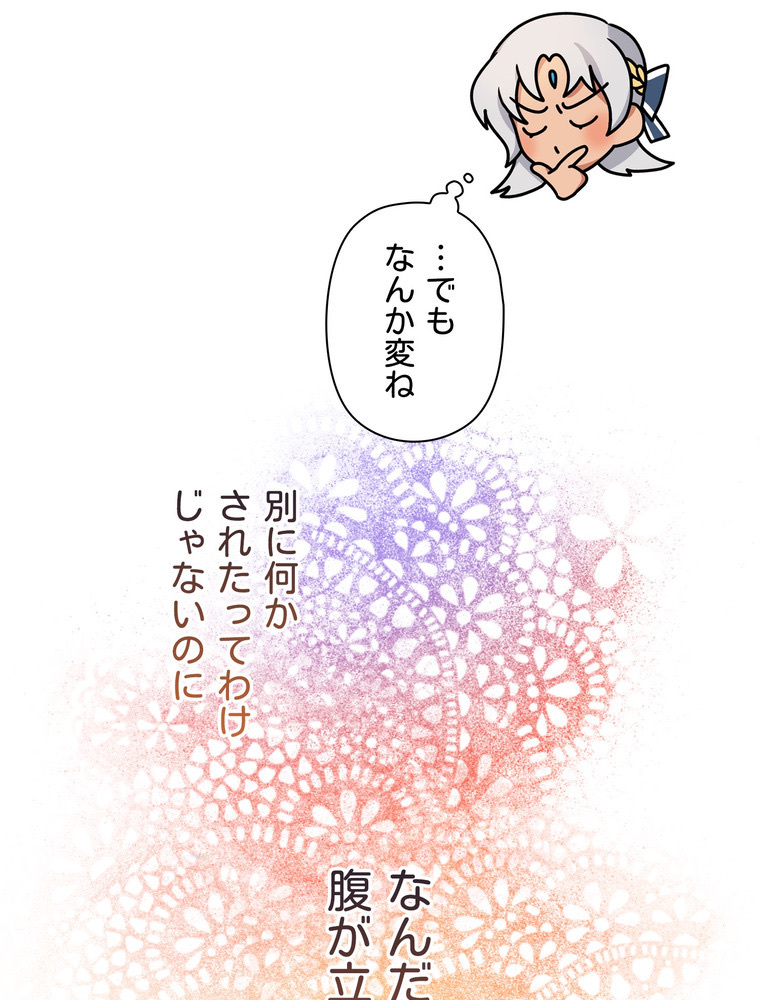 …でも
なんか変ね
別に何か
されたってわけ
じゃないのに
なんだ
腹が立